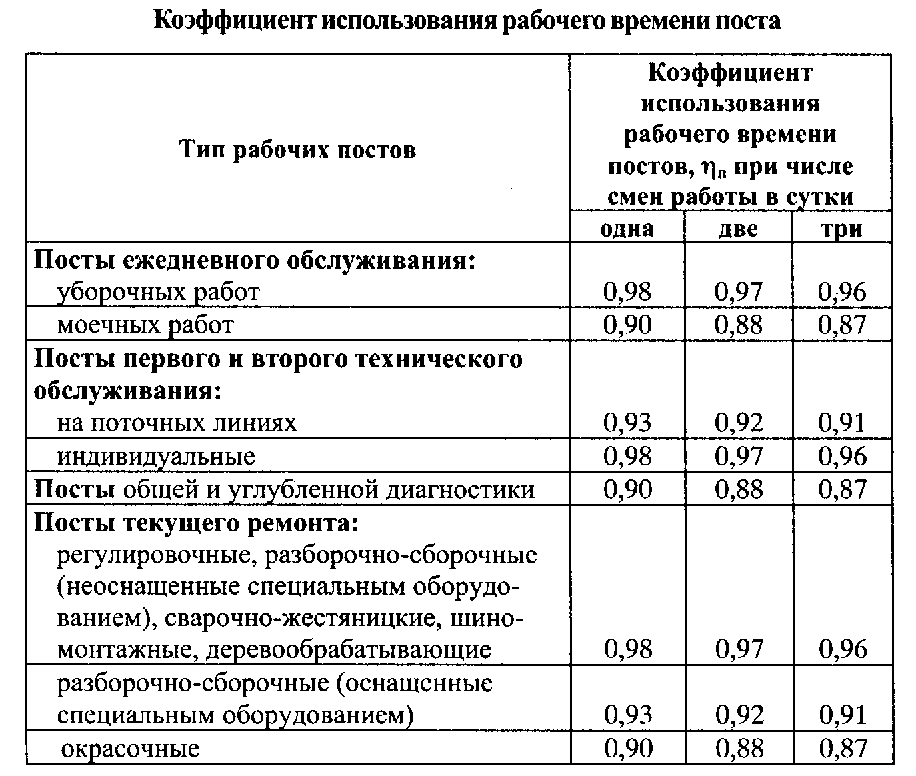 Коэффициент использования рабочего времени поста
Тип рабочих постов
Коэффициент
использования
рабочего времени
постов, ηп при числе
смен работы в сутки
одна две три
Посты ежедневного обслуживания:
уборочных работ 0,98 0,97 0,96
моечных работ 0,90 0,88 0,87
Посты первого и второго технического
обслуживания:
на поточных линиях 0,93 0,92 0,91
индивидуальные 0,98 0,97 0,96
Посты общей и углубленной диагностики 0,90 0,88 0,87
Посты текущего ремонта:
регулировочные, разборочно-сборочные
(неоснащенные специальным оборудо-
ванием), сварочно-жестяницкие, шино-
монтажные, деревообрабатывающие 0,98 0,97 0,96
разборочно-сборочные (оснащенные
специальным оборудованием) 0,93 0,92 0,91
окрасочные 0,90 0,88 0,87